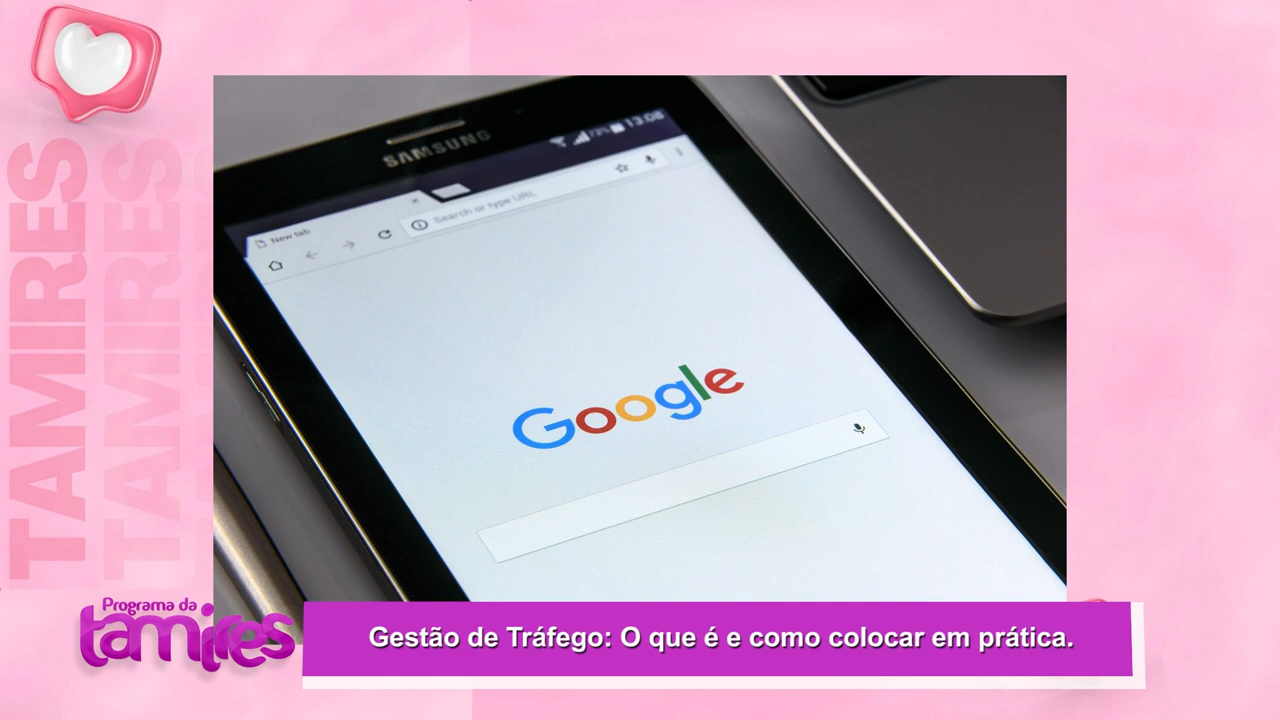 TAMIRES
TAMIRES
SAMSUNG
13:08
New tab
Search or type URL
Google
Programa da
tamires
Gestão de Tráfego: O que é e como colocar em prática.